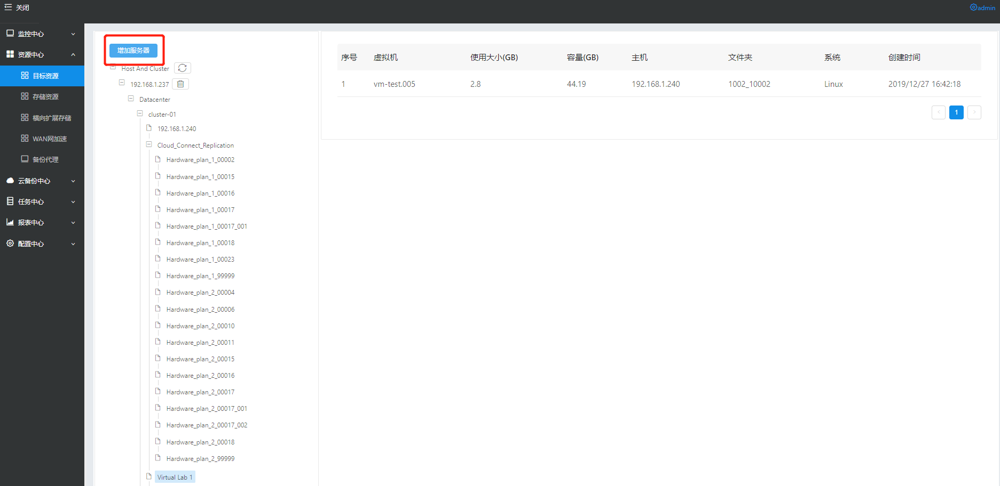 关闭
admin
监控中心
资源中心
目标资源
存储资源
横向扩展存储
WAN网加速
备份代理
云备份中心
任务中心
报表中心
配置中心
增加服务器
Host And Cluster
192.168.1.237
Datacenter
cluster-01
192.168.1.240
Cloud_Connect_Replication
Hardware_plan_1_00002
Hardware_plan_1_00015
Hardware_plan_1_00016
Hardware_plan_1_00017
Hardware_plan_1_00017_001
Hardware_plan_1_00018
Hardware_plan_1_00023
Hardware_plan_1_99999
Hardware_plan_2_00004
Hardware_plan_2_00006
Hardware_plan_2_00010
Hardware_plan_2_00011
Hardware_plan_2_00015
Hardware_plan_2_00016
Hardware_plan_2_00017
Hardware_plan_2_00017_001
Hardware_plan_2_00017_002
Hardware_plan_2_00018
Hardware_plan_2_99999
Virtual Lab 1
序号 虚拟机 使用大小(GB) 容量(GB) 主机 文件夹 系统 创建时间
1 vm-test.005 2.8 44.19 192.168.1.240 1002_10002 Linux 2019/12/27 16:42:18
1